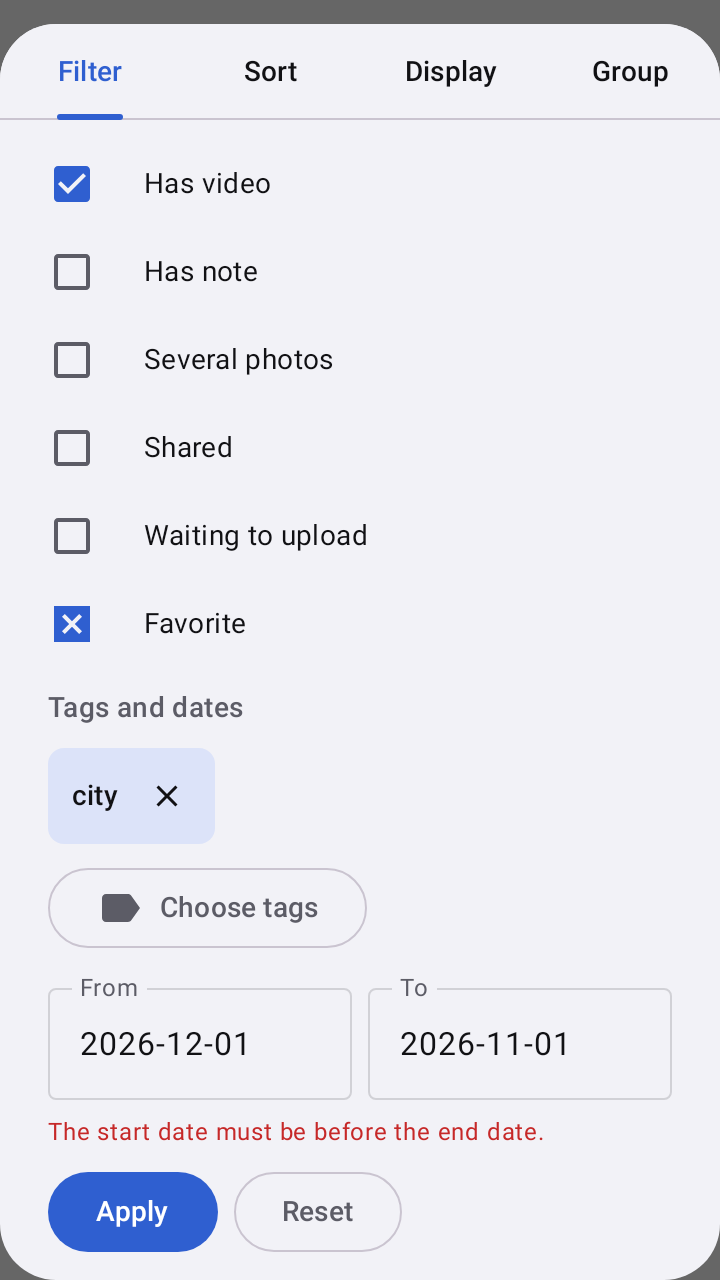 Filter Sort Display Group
Has video
Has note
Several photos
Shared
Waiting to upload
Favorite
Tags and dates
city
Choose tags
From To
2026-12-01 2026-11-01
The start date must be before the end date.
Apply Reset